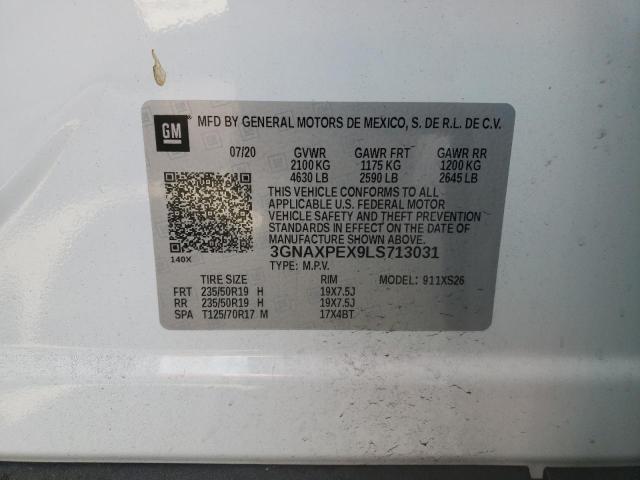 GM MFD BY GENERAL MOTORS DE MEXICO, S. DE R.L. DE C.V.
07/20 GVWR GAWR FRT GAWR RR
2100 KG 1175 KG 1200 KG
4630 LB 2590 LB 2645 LB
THIS VEHICLE CONFORMS TO ALL
APPLICABLE U.S. FEDERAL MOTOR
VEHICLE SAFETY AND THEFT PREVENTION
STANDARDS IN EFFECT ON THE DATE OF
MANUFACTURE SHOWN ABOVE.
140X 3GNAXPEX9LS713031
TYPE: M.P.V.
TIRE SIZE RIM MODEL: 911XS26
FRT 235/50R19 H 19X7.5J
RR 235/50R19 H 19X7.5J
SPA T125/70R17 M 17X4BT